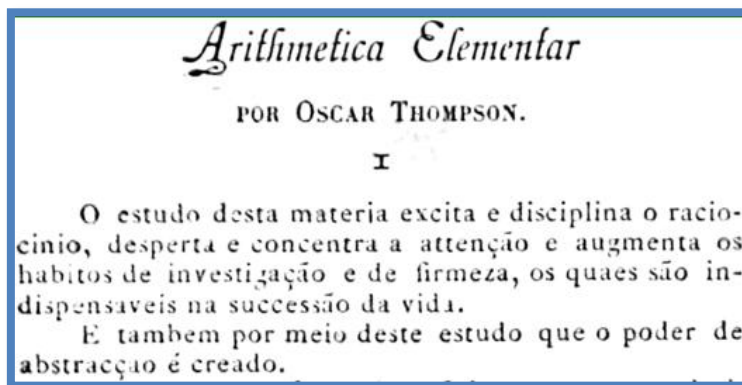 Arithmetica Elementar
POR OSCAR THOMPSON.
I
O estudo desta materia excita e disciplina o racio-
cinio, desperta e concentra a attenção e augmenta os
habitos de investigação e de firmeza, os quaes são in-
dispensaveis na successão da vida.
E tambem por meio deste estudo que o poder de
abstracção é creado.